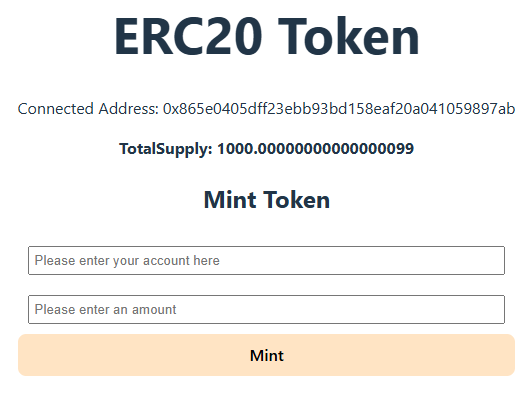 ERC20 Token
Connected Address: 0x865e0405dff23ebb93bd158eaf20a041059897ab
TotalSupply: 1000.00000000000000099
Mint Token
Please enter your account here
Please enter an amount
Mint